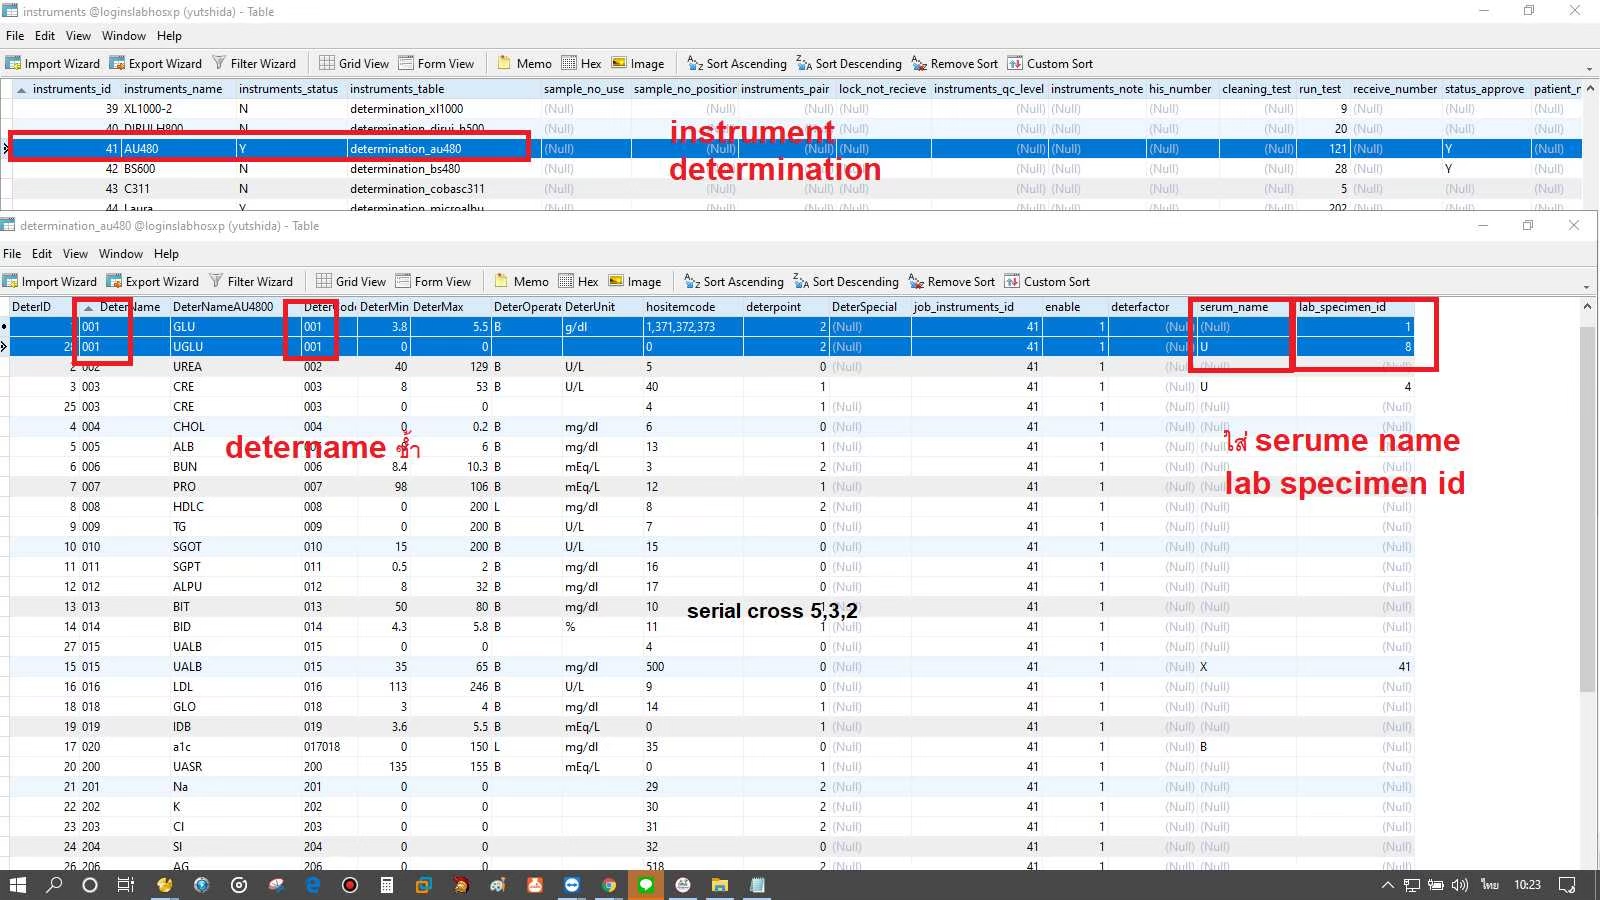 instruments @loginslabhosxp (yutshida) - Table
File Edit View Window Help
Import Wizard Export Wizard Filter Wizard Grid View Form View Memo Hex Image Sort Ascending Sort Descending Remove Sort Custom Sort
instruments_id instruments_name instruments_status instruments_table sample_no_use sample_no_position instruments_pair lock_not_recieve instruments_qc_level instruments_note his_number cleaning_test run_test receive_number status_approve patient_n
39 XL1000-2 N determination_xl1000 (Null) (Null) (Null) (Null) (Null) (Null) (Null) (Null) 9 (Null) (Null) (Null)
40 DIRUI H800 determination_dirui_h500 (Null) (Null) (Null) (Null) (Null) (Null) 20 (Null) (Null) (Null)
41 AU480 Y determination_au480 (Null) (Null) (Null) (Null) (Null) (Null) (Null) (Null) 121 (Null) Y (Null)
42 BS600 N determination_bs480 (Null) (Null) (Null) (Null) (Null) (Null) (Null) 28 (Null) Y (Null)
43 C311 N determination_cobasc311 (Null) (Null) (Null) (Null) (Null) (Null) (Null) (Null) 5 (Null) (Null) (Null)
44 Laura Y determination_microalbu (Null) (Null) (Null) (Null) (Null) (Null) (Null) (Null) 202 (Null) (Null) (Null)
instrument
determination
determination_au480 @loginslabhosxp (yutshida) - Table
File Edit View Window Help
Import Wizard Export Wizard Filter Wizard Grid View Form View Memo Hex Image Sort Ascending Sort Descending Remove Sort Custom Sort
DeterID DeterName DeterNameAU4800 DeterCode DeterMin DeterMax DeterOperate DeterUnit hositemcode deterpoint DeterSpecial job_instruments_id enable deterfactor serum_name lab_specimen_id
1 001 GLU 001 3.8 5.5 B g/dl 1,371,372,373 2 (Null) 41 1 (Null) (Null) 1
28 001 UGLU 001 0 0 0 2 (Null) 41 1 (Null) U 8
2 002 UREA 002 40 129 B U/L 5 0 (Null) 41 1 (Null) (Null) (Null)
3 003 CRE 003 8 53 B U/L 40 1 41 1 (Null) U 4
25 003 CRE 003 0 0 4 1 (Null) 41 1 (Null) (Null) (Null)
4 004 CHOL 004 0 0.2 B mg/dl 6 0 (Null) 41 1 (Null) (Null) (Null)
5 005 ALB 005 6 B mg/dl 13 1 (Null) 41 1 (Null) (Null)
6 006 BUN 006 8.4 10.3 B mEq/L 3 2 (Null) 41 1 (Null) (Null) (Null)
7 007 PRO 007 98 106 B mEq/L 12 1 (Null) 41 1 (Null) (Null)
8 008 HDLC 008 0 200 L mg/dl 8 2 (Null) 41 1 (Null) (Null) (Null)
9 009 TG 009 0 200 B U/L 7 0 (Null) 41 1 (Null) (Null) (Null)
10 010 SGOT 010 15 200 B U/L 15 0 (Null) 41 1 (Null) (Null) (Null)
11 011 SGPT 011 0.5 2 B mg/dl 16 0 (Null) 41 1 (Null) (Null) (Null)
12 012 ALPU 012 8 32 B mg/dl 17 0 (Null) 41 1 (Null) (Null) (Null)
13 013 BIT 013 50 80 B mg/dl 10 1 (Null) 41 1 (Null) (Null) (Null)
14 014 BID 014 4.3 5.8 B % 11 1 (Null) 41 1 (Null) (Null) (Null)
27 015 UALB 015 0 0 4 0 (Null) 41 1 (Null) (Null) (Null)
15 015 UALB 015 35 65 B mg/dl 500 0 (Null) 41 1 (Null) X 41
16 016 LDL 016 113 246 B U/L 9 0 (Null) 41 1 (Null) (Null) (Null)
18 018 GLO 018 3 4 B mg/dl 14 1 (Null) 41 1 (Null) (Null) (Null)
19 019 IDB 019 3.6 5.5 B mEq/L 0 1 (Null) 41 1 (Null) (Null) (Null)
17 020 a1c 017018 0 150 L mg/dl 35 0 (Null) 41 1 (Null) B (Null)
20 200 UASR 200 135 155 B mEq/L 0 1 (Null) 41 1 (Null) (Null) (Null)
21 201 Na 201 0 0 29 2 (Null) 41 1 (Null) (Null) (Null)
22 202 K 202 0 0 30 2 (Null) 41 1 (Null) (Null) (Null)
23 203 Cl 203 0 0 31 2 (Null) 41 1 (Null) (Null) (Null)
24 204 SI 204 0 0 32 0 (Null) 41 1 (Null) (Null) (Null)
26 206 AG 206 0 0 518 2 (Null) 41 1 (Null) (Null) (Null)
detername ซ้ำ
ใส่ serume name
lab specimen id
serial cross 5,3,2
ไทย 10:23